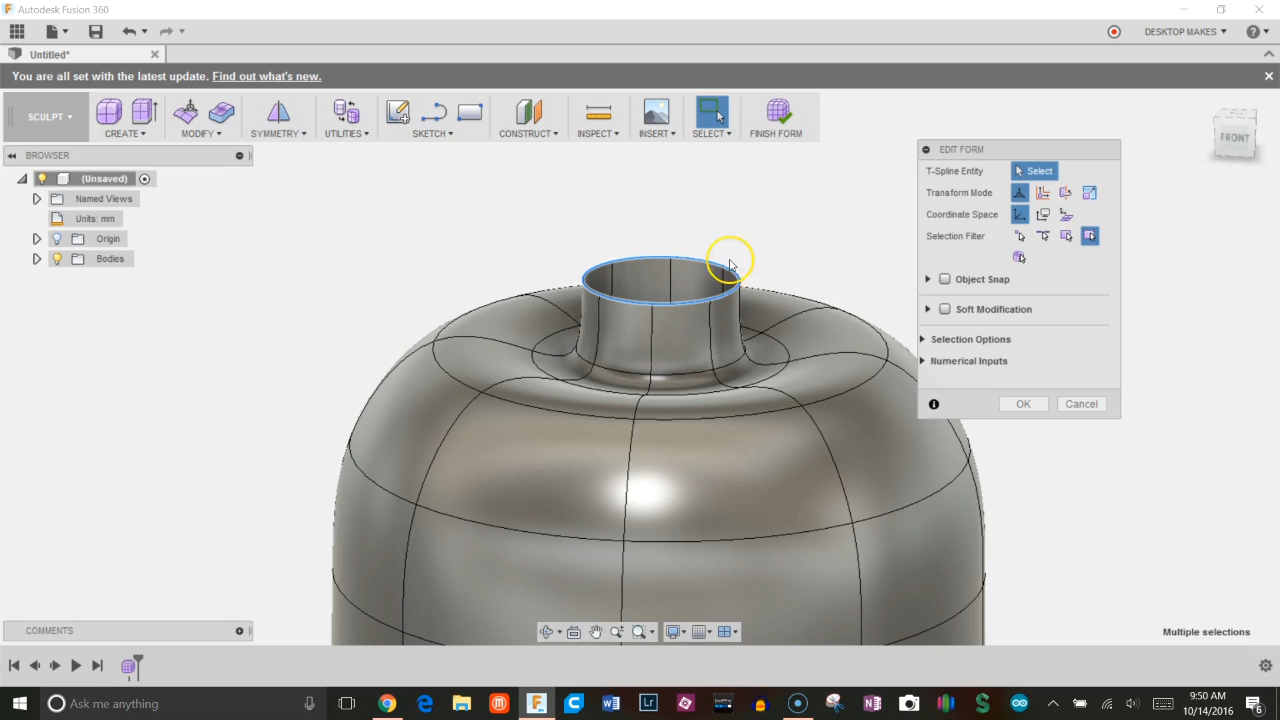 Autodesk Fusion 360
DESKTOP MAKES
Untitled*
You are all set with the latest update. Find out what's new.
SCULPT
CREATE
MODIFY
SYMMETRY
UTILITIES
SKETCH
CONSTRUCT
INSPECT
INSERT
SELECT
FINISH FORM
FRONT
BROWSER
(Unsaved)
Named Views
Units: mm
Origin
Bodies
EDIT FORM
T-Spline Entity Select
Transform Mode
Coordinate Space
Selection Filter
Object Snap
Soft Modification
Selection Options
Numerical Inputs
OK Cancel
COMMENTS
Multiple selections
Ask me anything
9:50 AM
10/14/2016
6